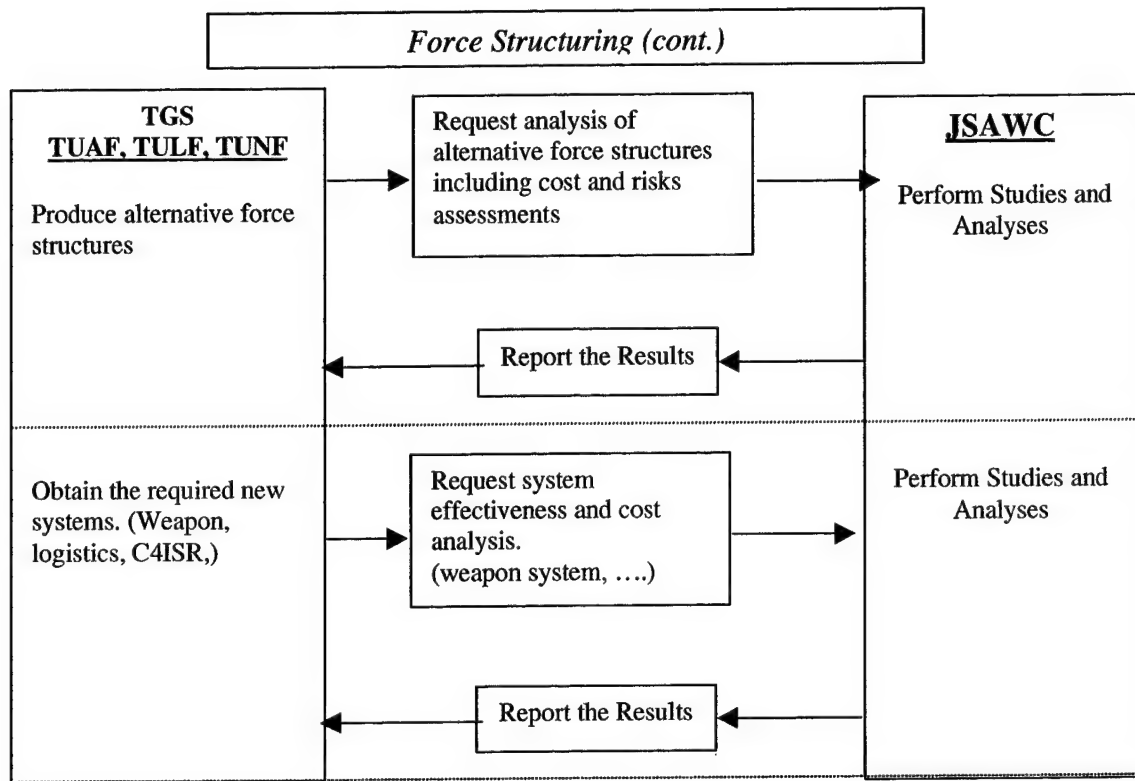 Force Structuring (cont.)
TGS
TUAF, TULF, TUNF
Produce alternative force
structures
Request analysis of
alternative force structures
including cost and risks
assessments
JSAWC
Perform Studies and
Analyses
Report the Results
Obtain the required new
systems. (Weapon,
logistics, C4ISR,)
Request system
effectiveness and cost
analysis.
(weapon system, ….)
Perform Studies and
Analyses
Report the Results